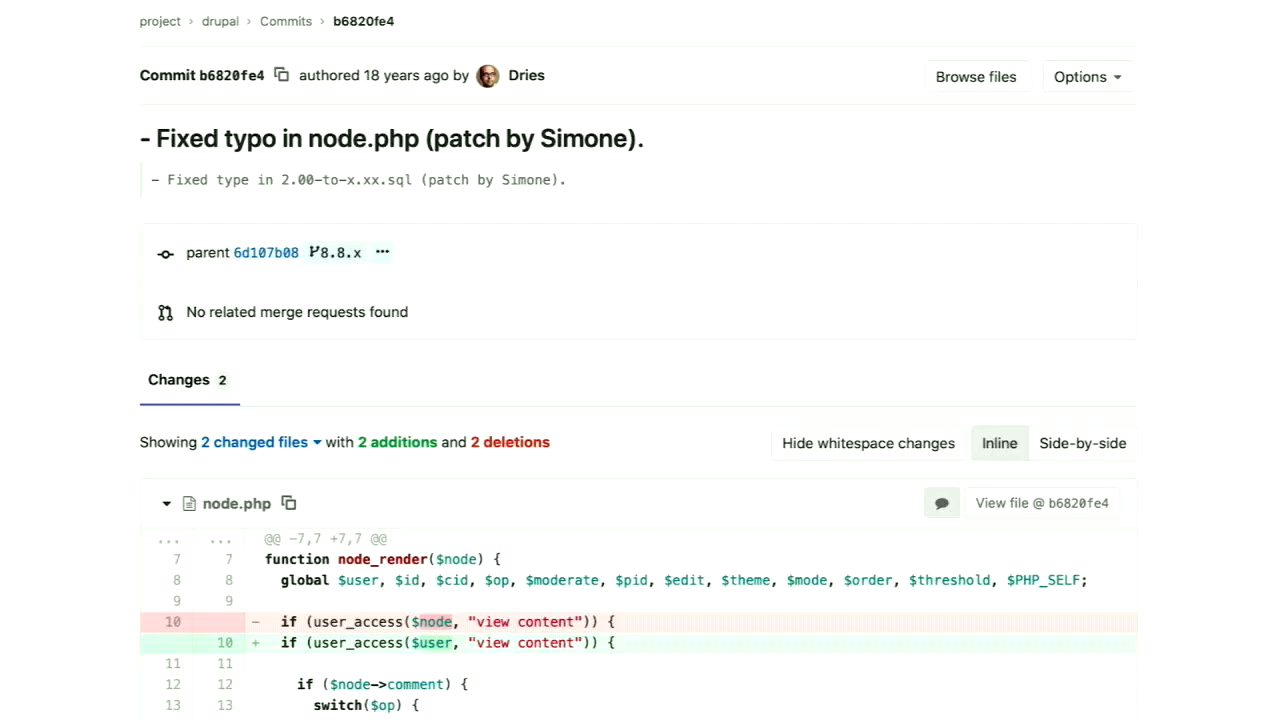 project › drupal › Commits › b6820fe4
Commit b6820fe4 authored 18 years ago by Dries
Browse files
Options
- Fixed typo in node.php (patch by Simone).
- Fixed type in 2.00-to-x.xx.sql (patch by Simone).
parent 6d107b08 8.8.x ···
No related merge requests found
Changes 2
Showing 2 changed files with 2 additions and 2 deletions
Hide whitespace changes
Inline
Side-by-side
node.php
View file @ b6820fe4
... ... @@ -7,7 +7,7 @@
7 7 function node_render($node) {
8 8 global $user, $id, $cid, $op, $moderate, $pid, $edit, $theme, $mode, $order, $threshold, $PHP_SELF;
9 9
10 - if (user_access($node, "view content")) {
10 + if (user_access($user, "view content")) {
11 11
12 12 if ($node->comment) {
13 13 switch($op) {